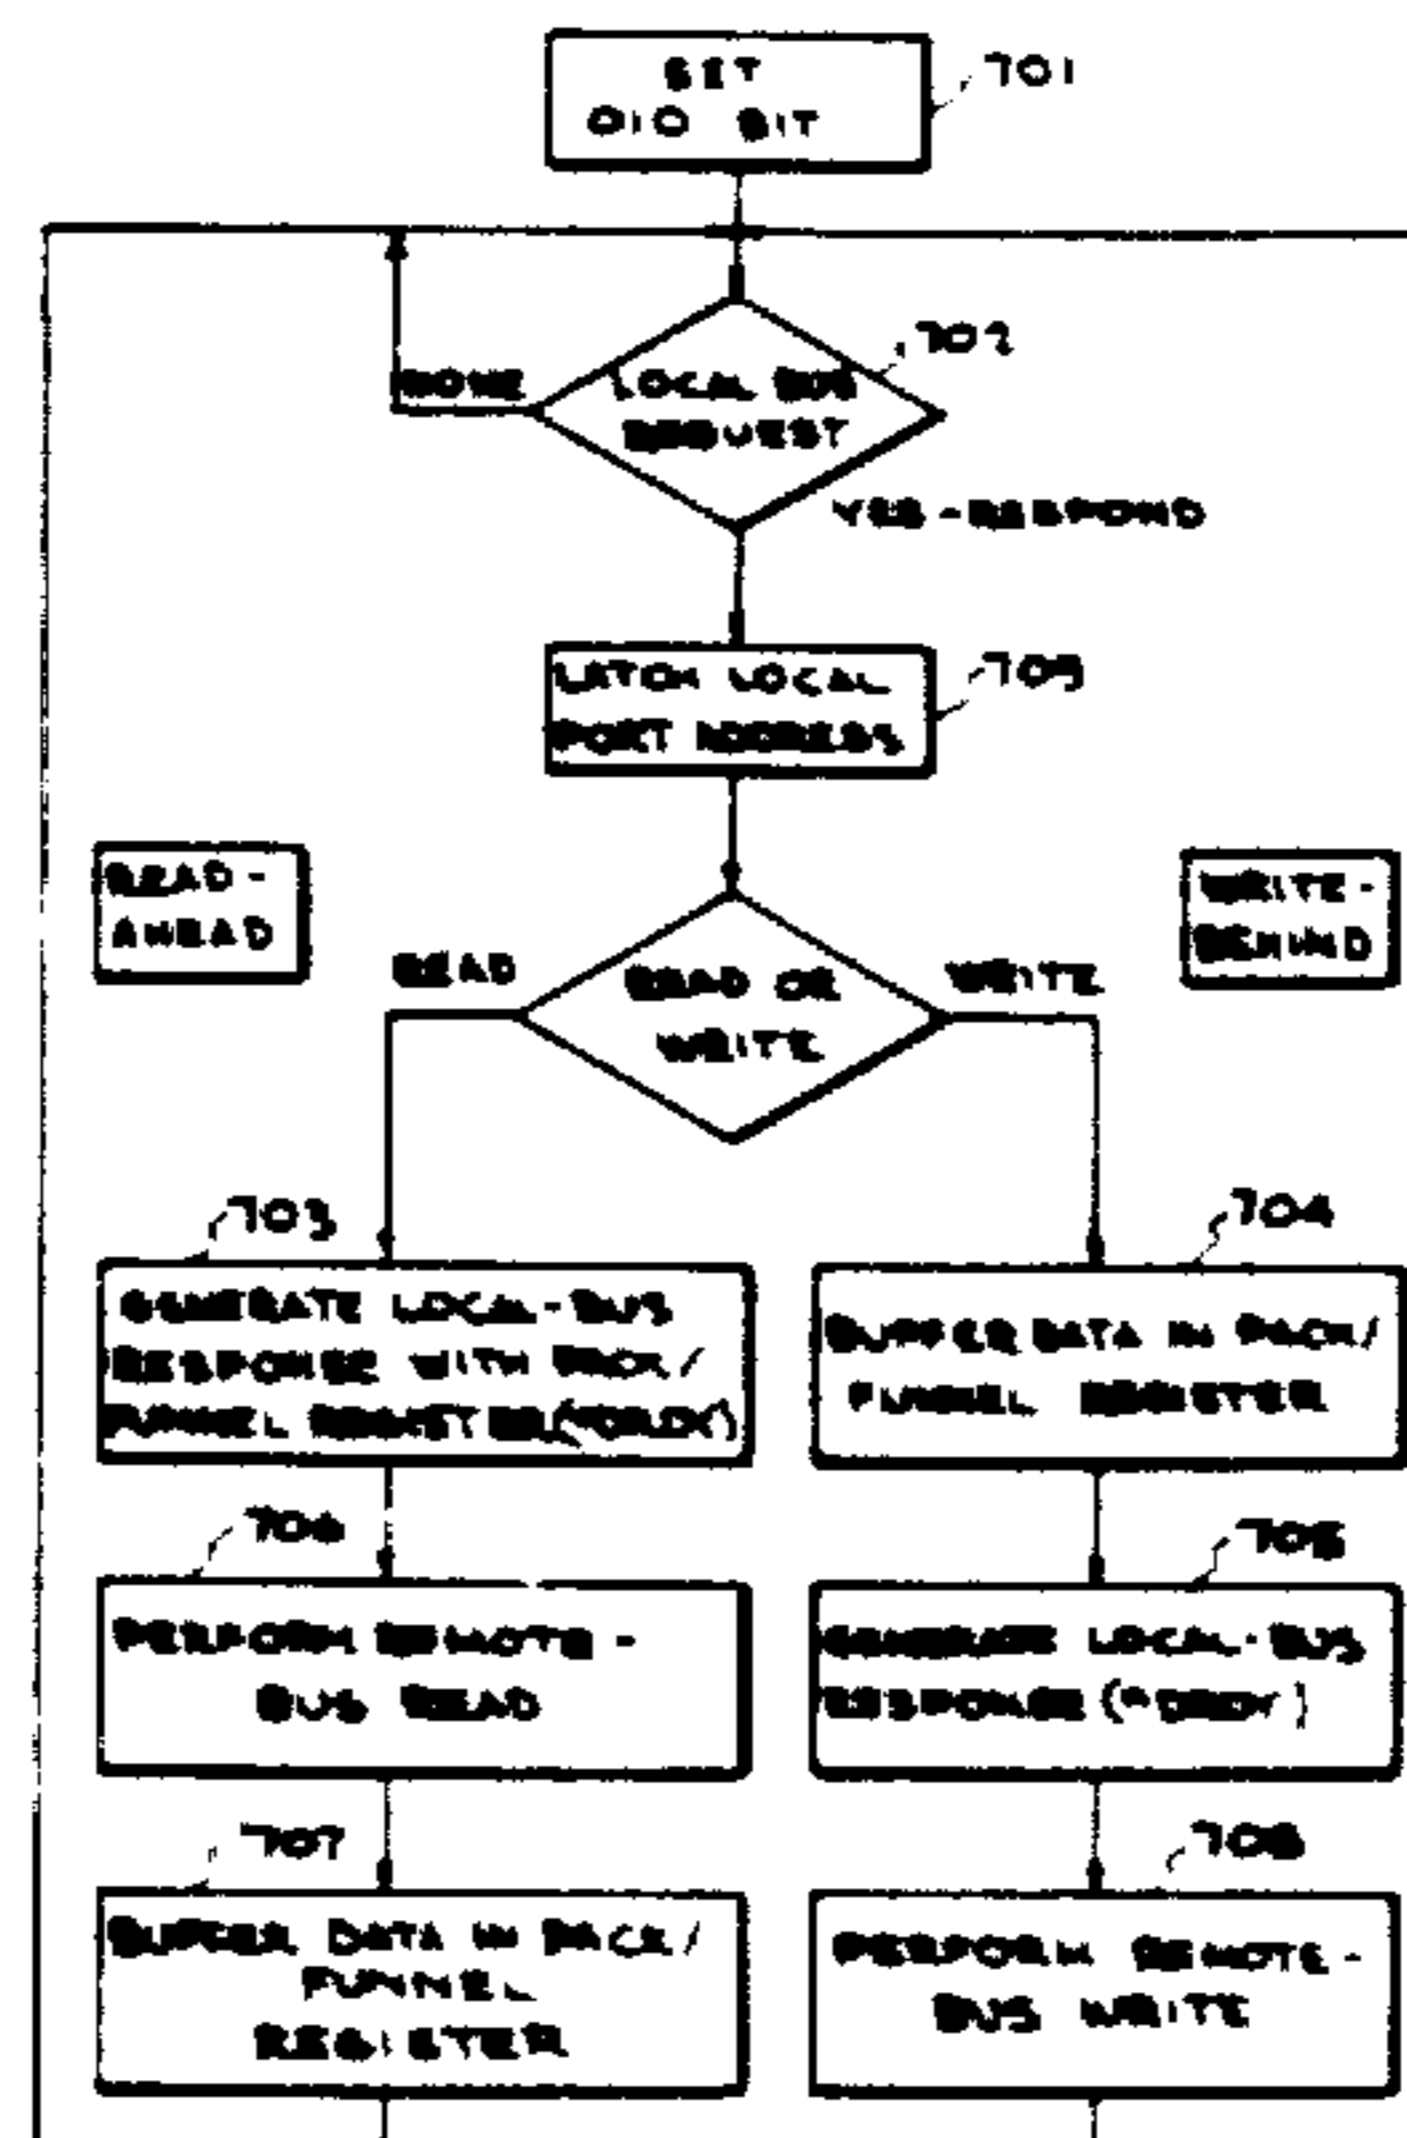 SET
010 BIT
701
702
NONE
LOCAL BUS
REQUEST
YES-RESPOND
LATCH LOCAL
PORT ADDRESS
READ-
AHEAD
WRITE-
BEHIND
READ
READ OR
WRITE
WRITE
703
704
GENERATE LOCAL-BUS
RESPONSE WITH PACK/
FUNNEL REGISTER
BUFFER DATA IN PACK/
FUNNEL REGISTER
706
705
PERFORM REMOTE-
BUS READ
GENERATE LOCAL-BUS
RESPONSE (*DRDY)
707
708
BUFFER DATA IN PACK/
FUNNEL
REGISTER
PERFORM REMOTE-
BUS WRITE